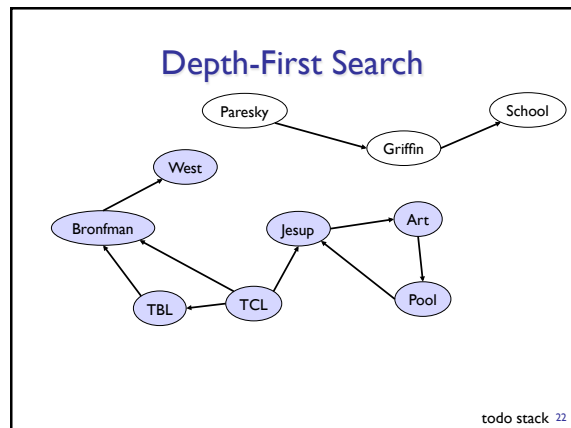 Depth-First Search
Paresky
School
Griffin
West
Bronfman
Jesup
Art
TBL
TCL
Pool
todo stack 22